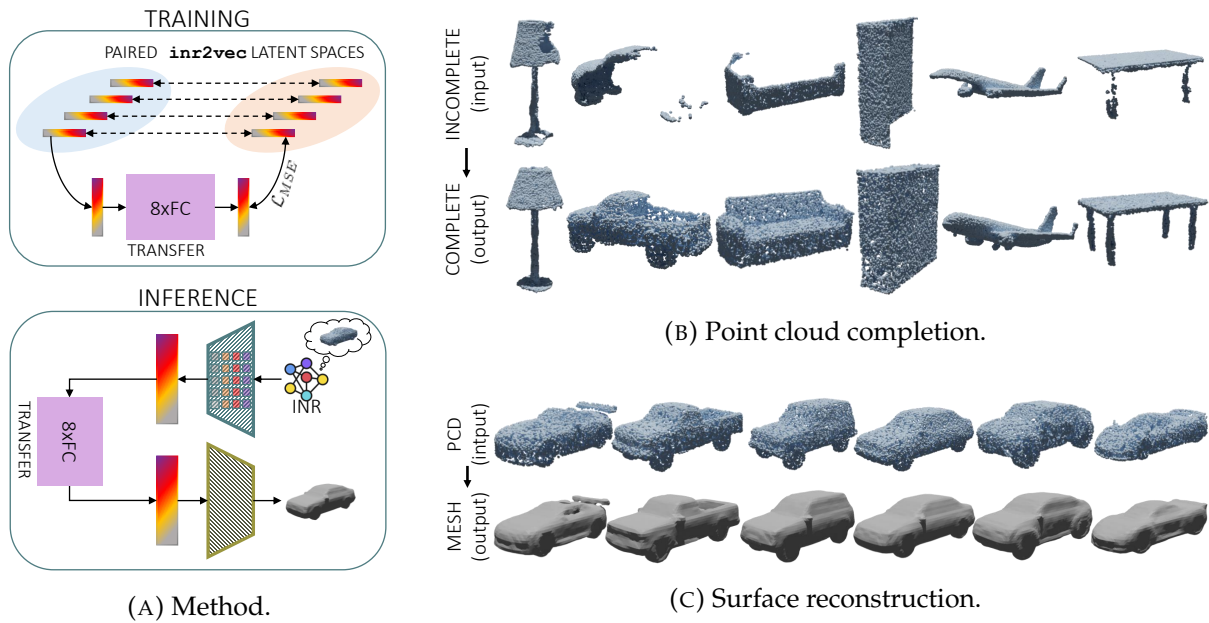 TRAINING
PAIRED inr2vec LATENT SPACES
8xFC
TRANSFER
ℒMSE
INFERENCE
INR
TRANSFER
8xFC
(A) Method.
INCOMPLETE
(input)
COMPLETE
(output)
(B) Point cloud completion.
PCD
(intput)
MESH
(output)
(C) Surface reconstruction.